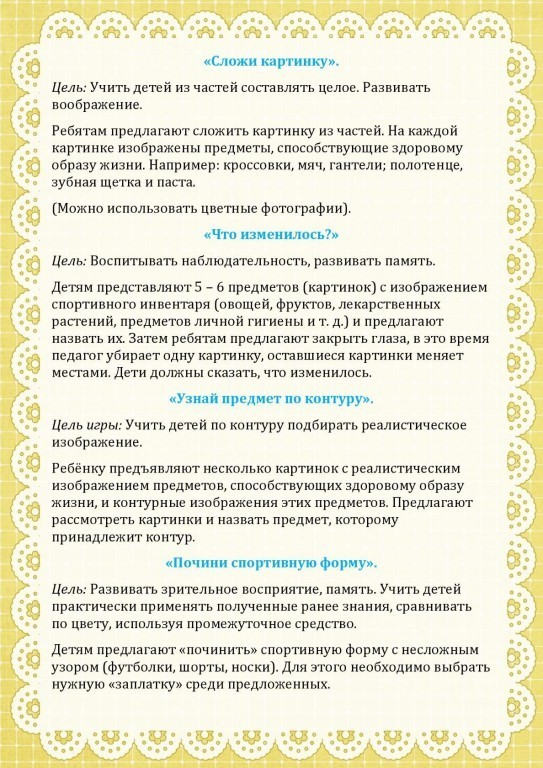 «Сложи картинку».
Цель: Учить детей из частей составлять целое. Развивать
воображение.
Ребятам предлагают сложить картинку из частей. На каждой
картинке изображены предметы, способствующие здоровому
образу жизни. Например: кроссовки, мяч, гантели; полотенце,
зубная щетка и паста.
(Можно использовать цветные фотографии).
«Что изменилось?»
Цель: Воспитывать наблюдательность, развивать память.
Детям представляют 5 – 6 предметов (картинок) с изображением
спортивного инвентаря (овощей, фруктов, лекарственных
растений, предметов личной гигиены и т. д.) и предлагают
назвать их. Затем ребятам предлагают закрыть глаза, в это время
педагог убирает одну картинку, оставшиеся картинки меняет
местами. Дети должны сказать, что изменилось.
«Узнай предмет по контуру».
Цель игры: Учить детей по контуру подбирать реалистическое
изображение.
Ребёнку предъявляют несколько картинок с реалистическим
изображением предметов, способствующих здоровому образу
жизни, и контурные изображения этих предметов. Предлагают
рассмотреть картинки и назвать предмет, которому
принадлежит контур.
«Почини спортивную форму».
Цель: Развивать зрительное восприятие, память. Учить детей
практически применять полученные ранее знания, сравнивать
по цвету, используя промежуточное средство.
Детям предлагают «починить» спортивную форму с несложным
узором (футболки, шорты, носки). Для этого необходимо выбрать
нужную «заплатку» среди предложенных.